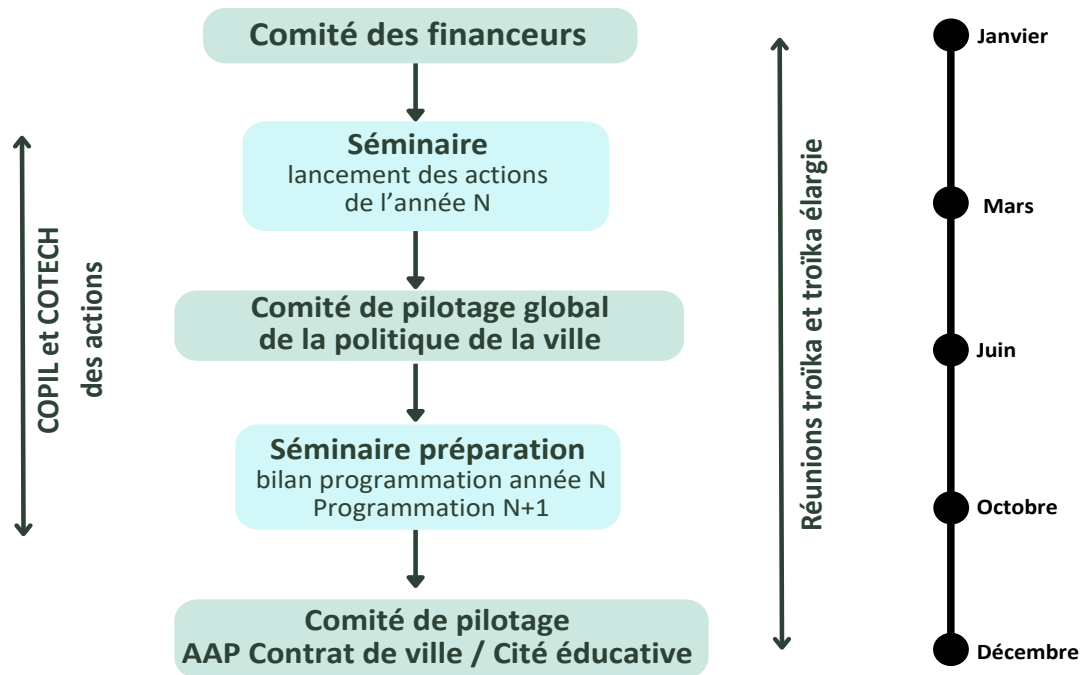 Comité des financeurs
Séminaire
lancement des actions
de l'année N
Comité de pilotage global
de la politique de la ville
Séminaire préparation
bilan programmation année N
Programmation N+1
Comité de pilotage
AAP Contrat de ville / Cité éducative
COPIL et COTECH
des actions
Réunions troïka et troïka élargie
Janvier
Mars
Juin
Octobre
Décembre